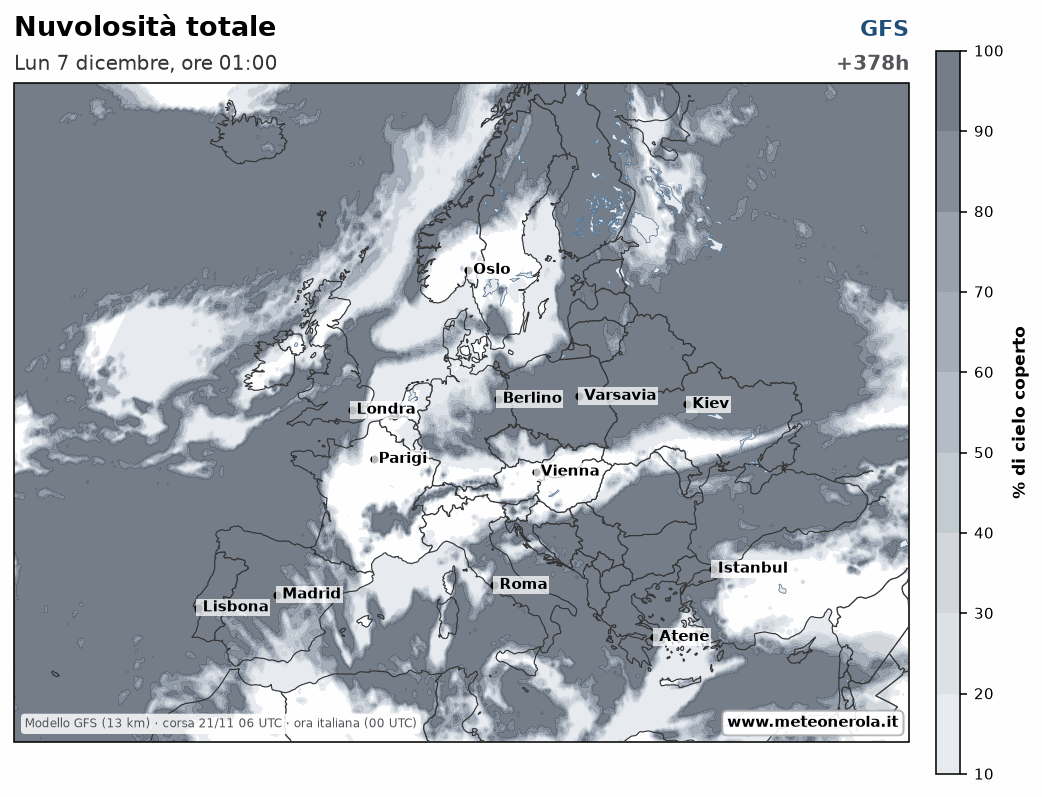 Nuvolosità totale
GFS
Lun 7 dicembre, ore 01:00
+378h
100
90
80
70
60
50
40
30
20
10
% di cielo coperto
Oslo
Berlino
Varsavia
Kiev
Londra
Parigi
Vienna
Istanbul
Roma
Madrid
Lisbona
Atene
Modello GFS (13 km) · corsa 21/11 06 UTC · ora italiana (00 UTC)
www.meteonerola.it